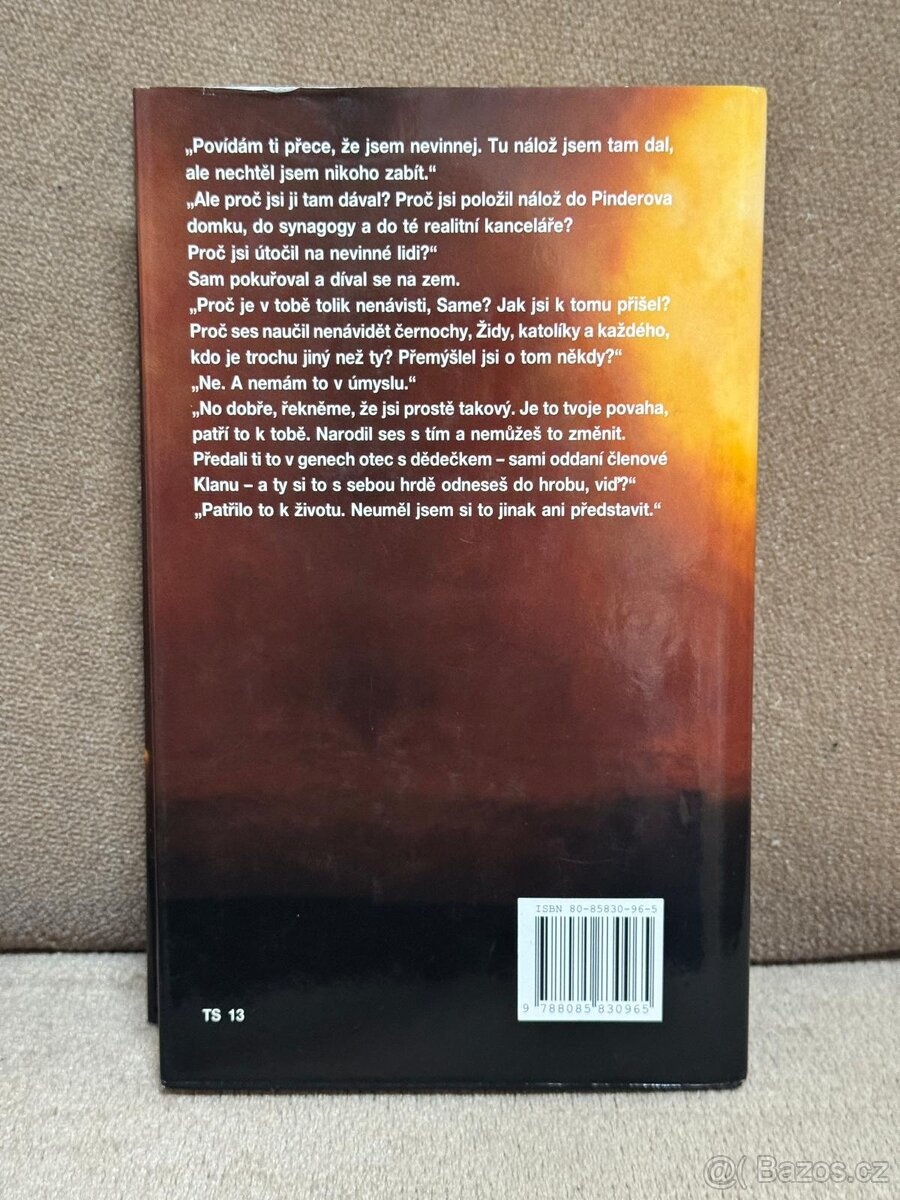 „Povídám ti přece, že jsem nevinnej. Tu nálož jsem tam dal,
ale nechtěl jsem nikoho zabít.“
„Ale proč jsi ji tam dával? Proč jsi položil nálož do Pinderova
domku, do synagogy a do té realitní kanceláře?
Proč jsi útočil na nevinné lidi?“
Sam pokuřoval a díval se na zem.
„Proč je v tobě tolik nenávisti, Same? Jak jsi k tomu přišel?
Proč ses naučil nenávidět černochy, Židy, katolíky a každého,
kdo je trochu jiný než ty? Přemýšlel jsi o tom někdy?“
„Ne. A nemám to v úmyslu.“
„No dobře, řekněme, že jsi prostě takový. Je to tvoje povaha,
patří to k tobě. Narodil ses s tím a nemůžeš to změnit.
Předali ti to v genech otec s dědečkem – sami oddaní členové
Klanu – a ty si to s sebou hrdě odneseš do hrobu, viď?“
„Patřilo to k životu. Neuměl jsem si to jinak ani představit.“
ISBN 80-85830-96-5
9 788085 830965
TS 13
@( Bazos.cz